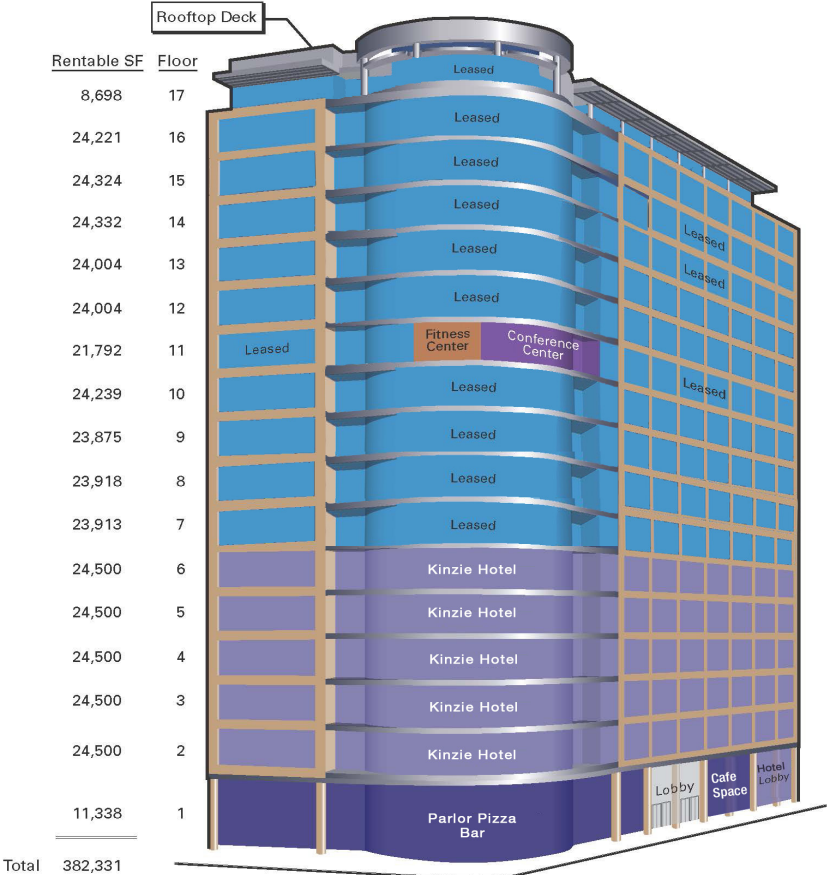 Rooftop Deck
Rentable SF Floor
Leased
8,698 17
24,221 16 Leased
24,324 15 Leased
24,332 14 Leased Leased
24,004 13 Leased Leased
24,004 12 Leased
21,792 11 Leased
Fitness
Center
Conference
Center
24,239 10 Leased Leased
23,875 9 Leased
23,918 8 Leased
23,913 7 Leased
24,500 6 Kinzie Hotel
24,500 5 Kinzie Hotel
24,500 4 Kinzie Hotel
24,500 3 Kinzie Hotel
24,500 2 Kinzie Hotel
11,338 1
Parlor Pizza
Bar
Lobby
Cafe
Space
Hotel
Lobby
Total 382,331